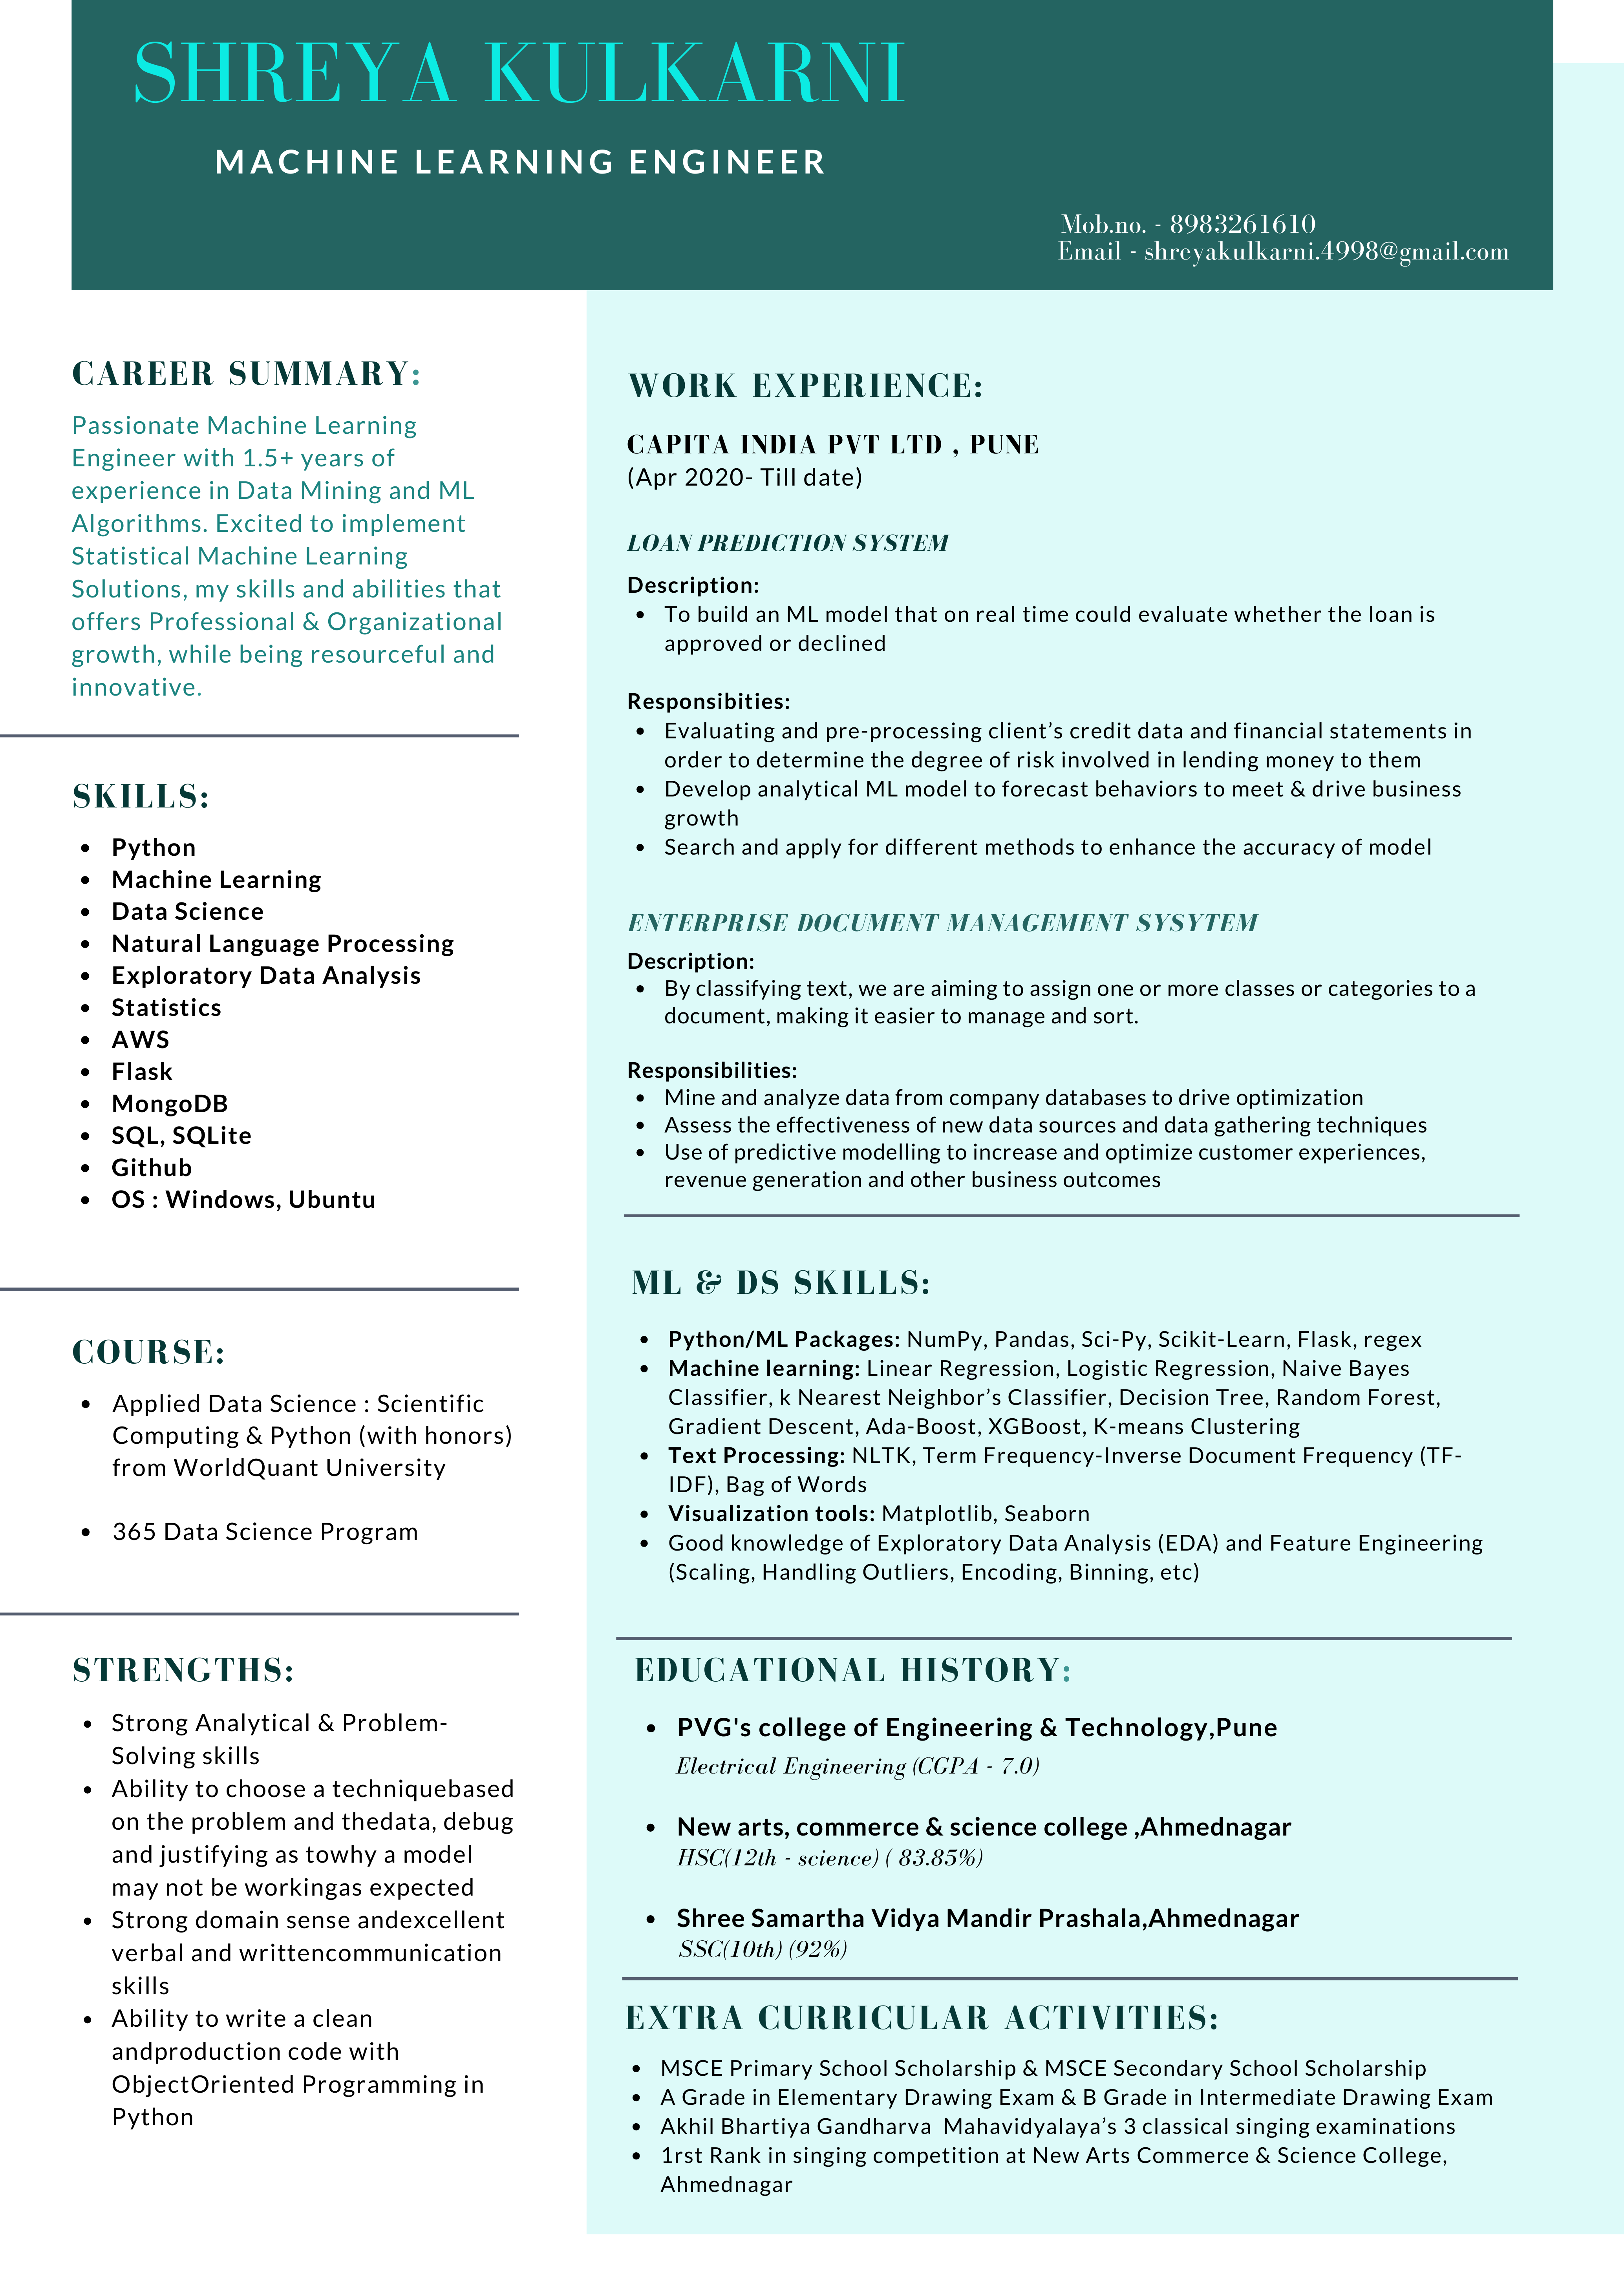 SHREYA KULKARNI
MACHINE LEARNING ENGINEER
Mob.no. - 8983261610
Email - shreyakulkarni.4998@gmail.com
CAREER SUMMARY:
Passionate Machine Learning
Engineer with 1.5+ years of
experience in Data Mining and ML
Algorithms. Excited to implement
Statistical Machine Learning
Solutions, my skills and abilities that
offers Professional & Organizational
growth, while being resourceful and
innovative.
SKILLS:
• Python
• Machine Learning
• Data Science
• Natural Language Processing
• Exploratory Data Analysis
• Statistics
• AWS
• Flask
• MongoDB
• SQL, SQLite
• Github
• OS : Windows, Ubuntu
COURSE:
• Applied Data Science : Scientific
Computing & Python (with honors)
from WorldQuant University
• 365 Data Science Program
STRENGTHS:
• Strong Analytical & Problem-
Solving skills
• Ability to choose a techniquebased
on the problem and thedata, debug
and justifying as towhy a model
may not be workingas expected
• Strong domain sense andexcellent
verbal and writtencommunication
skills
• Ability to write a clean
andproduction code with
ObjectOriented Programming in
Python
WORK EXPERIENCE:
CAPITA INDIA PVT LTD , PUNE
(Apr 2020- Till date)
LOAN PREDICTION SYSTEM
Description:
• To build an ML model that on real time could evaluate whether the loan is
approved or declined
Responsibities:
• Evaluating and pre-processing client’s credit data and financial statements in
order to determine the degree of risk involved in lending money to them
• Develop analytical ML model to forecast behaviors to meet & drive business
growth
• Search and apply for different methods to enhance the accuracy of model
ENTERPRISE DOCUMENT MANAGEMENT SYSYTEM
Description:
• By classifying text, we are aiming to assign one or more classes or categories to a
document, making it easier to manage and sort.
Responsibilities:
• Mine and analyze data from company databases to drive optimization
• Assess the effectiveness of new data sources and data gathering techniques
• Use of predictive modelling to increase and optimize customer experiences,
revenue generation and other business outcomes
ML & DS SKILLS:
• Python/ML Packages: NumPy, Pandas, Sci-Py, Scikit-Learn, Flask, regex
• Machine learning: Linear Regression, Logistic Regression, Naive Bayes
Classifier, k Nearest Neighbor’s Classifier, Decision Tree, Random Forest,
Gradient Descent, Ada-Boost, XGBoost, K-means Clustering
• Text Processing: NLTK, Term Frequency-Inverse Document Frequency (TF-
IDF), Bag of Words
• Visualization tools: Matplotlib, Seaborn
• Good knowledge of Exploratory Data Analysis (EDA) and Feature Engineering
(Scaling, Handling Outliers, Encoding, Binning, etc)
EDUCATIONAL HISTORY:
• PVG's college of Engineering & Technology,Pune
Electrical Engineering (CGPA - 7.0)
• New arts, commerce & science college ,Ahmednagar
HSC(12th - science) ( 83.85%)
• Shree Samartha Vidya Mandir Prashala,Ahmednagar
SSC(10th) (92%)
EXTRA CURRICULAR ACTIVITIES:
• MSCE Primary School Scholarship & MSCE Secondary School Scholarship
• A Grade in Elementary Drawing Exam & B Grade in Intermediate Drawing Exam
• Akhil Bhartiya Gandharva  Mahavidyalaya’s 3 classical singing examinations
• 1rst Rank in singing competition at New Arts Commerce & Science College,
Ahmednagar